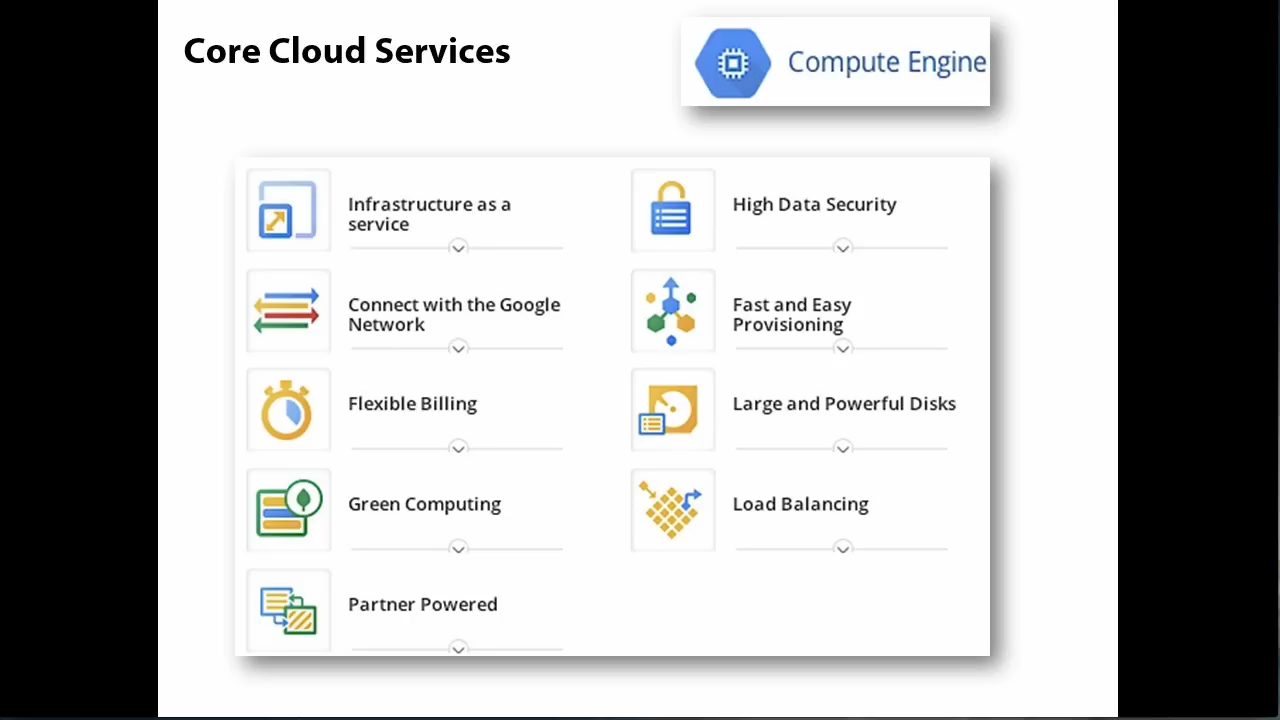 Core Cloud Services
Compute Engine
Infrastructure as a
service
High Data Security
Connect with the Google
Network
Fast and Easy
Provisioning
Flexible Billing
Large and Powerful Disks
Green Computing
Load Balancing
Partner Powered